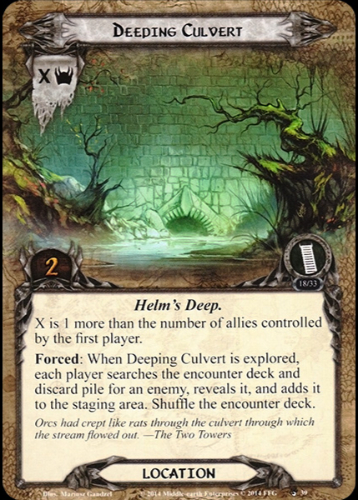 DEEPING CULVERT
X
2
18/33
Helm's Deep.
X is 1 more than the number of allies controlled
by the first player.
Forced: When Deeping Culvert is explored,
each player searches the encounter deck and
discard pile for an enemy, reveals it, and adds it
to the staging area. Shuffle the encounter deck.
Orcs had crept like rats through the culvert through which
the stream flowed out. —The Two Towers
LOCATION
© 2014 Middle-earth Enterprises © 2014 FFG